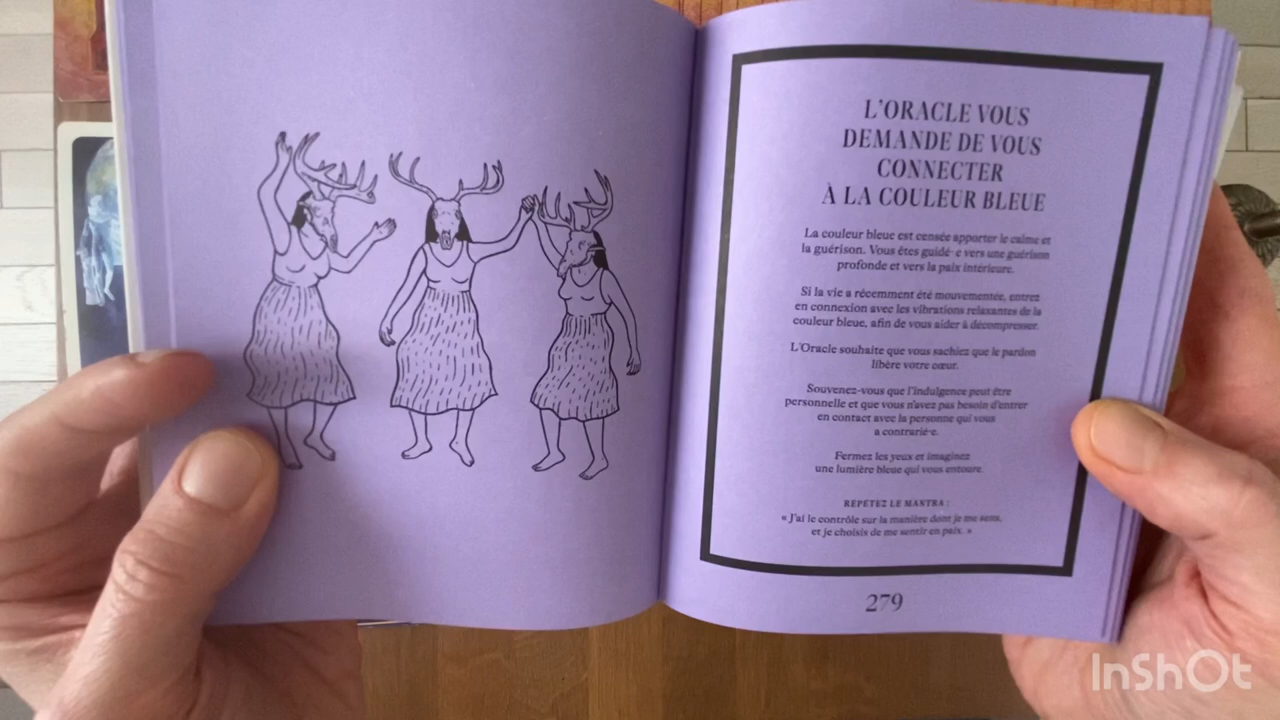 L'ORACLE VOUS
DEMANDE DE VOUS
CONNECTER
À LA COULEUR BLEUE
La couleur bleue est censée apporter le calme et
la guérison. Vous êtes guidé·e vers une guérison
profonde et vers la paix intérieure.
Si la vie a récemment été mouvementée, entrez
en connexion avec les vibrations relaxantes de la
couleur bleue, afin de vous aider à décompresser.
L'Oracle souhaite que vous sachiez que le pardon
libère votre cœur.
Souvenez-vous que l'indulgence peut être
personnelle et que vous n'avez pas besoin d'entrer
en contact avec la personne qui vous
a contrarié·e.
Fermez les yeux et imaginez
une lumière bleue qui vous entoure.
RÉPÉTEZ LE MANTRA :
« J'ai le contrôle sur la manière dont je me sens,
et je choisis de me sentir en paix. »
279
InShOt